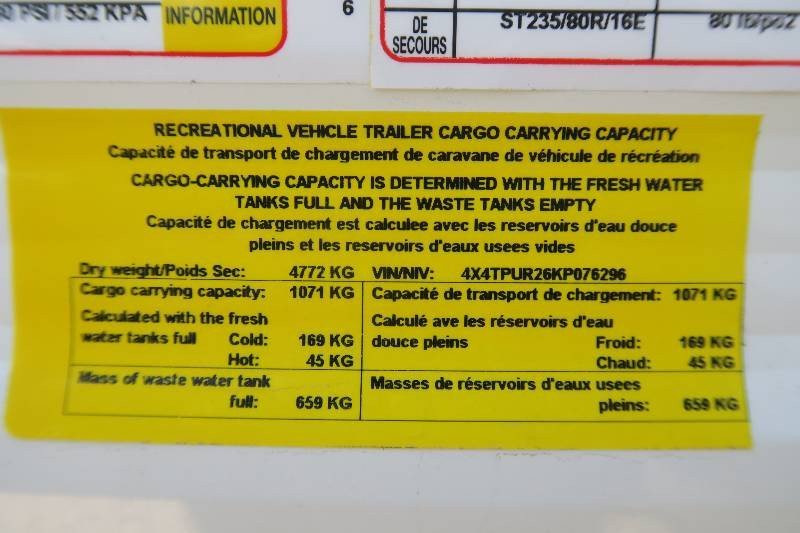 PSI / 552 KPA INFORMATION
6
DE SECOURS ST235/80R/16E 80
RECREATIONAL VEHICLE TRAILER CARGO CARRYING CAPACITY
Capacité de transport de chargement de caravane de véhicule de récréation
CARGO-CARRYING CAPACITY IS DETERMINED WITH THE FRESH WATER
TANKS FULL AND THE WASTE TANKS EMPTY
Capacité de chargement est calculee avec les reservoirs d'eau douce
pleins et les reservoirs d'eaux usees vides
Dry weight/Poids Sec: 4772 KG VIN/NIV: 4X4TPUR26KP076296
Cargo carrying capacity: 1071 KG Capacité de transport de chargement: 1071 KG
Calculated with the fresh Calculé ave les réservoirs d'eau
water tanks full Cold: 169 KG douce pleins Froid: 169 KG
Hot: 45 KG Chaud: 45 KG
Mass of waste water tank Masses de réservoirs d'eaux usees
full: 659 KG pleins: 659 KG